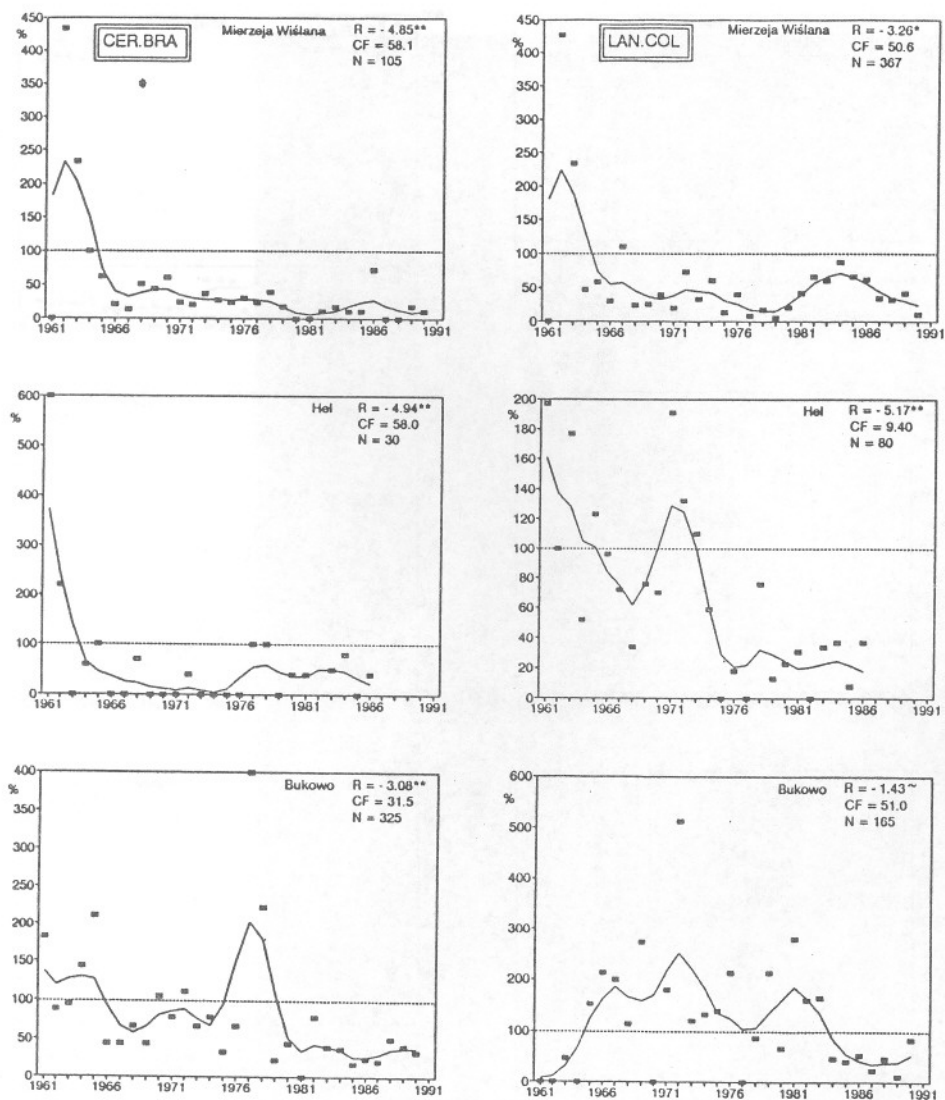 CER.BRA
Mierzeja Wiślana
R = - 4.85**
CF = 58.1
N = 105
%
450
400
350
300
250
200
150
100
50
0
1961 1966 1971 1976 1981 1986 1991
LAN.COL
Mierzeja Wiślana
R = - 3.26*
CF = 50.6
N = 367
%
450
400
350
300
250
200
150
100
50
0
1961 1966 1971 1976 1981 1986 1991
Hel
R = - 4.94**
CF = 58.0
N = 30
%
600
500
400
300
200
100
0
1961 1966 1971 1976 1981 1986 1991
Hel
R = - 5.17**
CF = 9.40
N = 80
%
200
180
160
140
120
100
80
60
40
20
0
1961 1966 1971 1976 1981 1986 1991
Bukowo
R = - 3.08**
CF = 31.5
N = 325
%
400
350
300
250
200
150
100
50
0
1961 1966 1971 1976 1981 1986 1991
Bukowo
R = - 1.43~
CF = 51.0
N = 165
%
600
500
400
300
200
100
0
1961 1966 1971 1976 1981 1986 1991